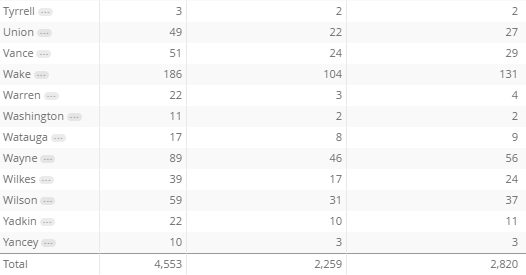 Tyrrell 3 2 2
Union 49 22 27
Vance 51 24 29
Wake 186 104 131
Warren 22 3 4
Washington 11 2 2
Watauga 17 8 9
Wayne 89 46 56
Wilkes 39 17 24
Wilson 59 31 37
Yadkin 22 10 11
Yancey 10 3 3
Total 4,553 2,259 2,820